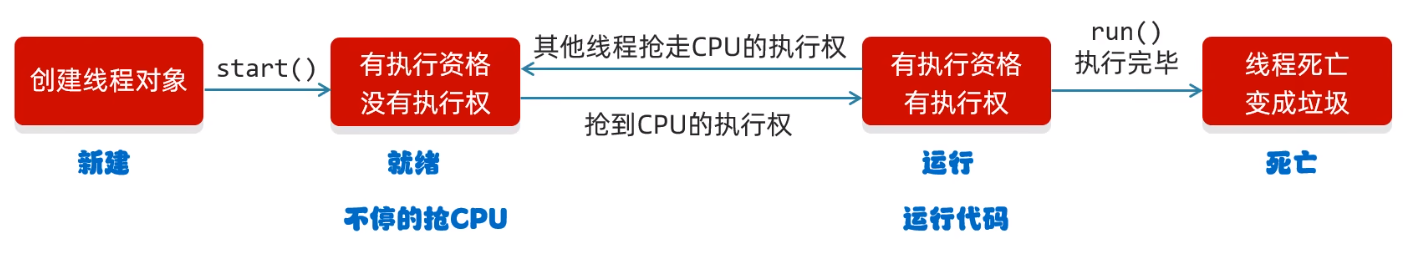 创建线程对象
start()
有执行资格
没有执行权
其他线程抢走CPU的执行权
抢到CPU的执行权
有执行资格
有执行权
run()
执行完毕
线程死亡
变成垃圾
新建
就绪
运行
死亡
不停的抢CPU
运行代码